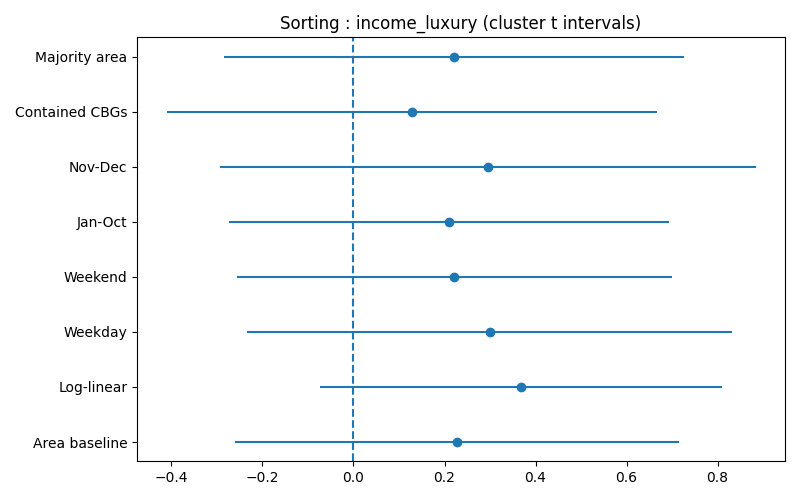 Sorting : income_luxury (cluster t intervals)
Majority area
Contained CBGs
Nov-Dec
Jan-Oct
Weekend
Weekday
Log-linear
Area baseline
−0.4 −0.2 0.0 0.2 0.4 0.6 0.8